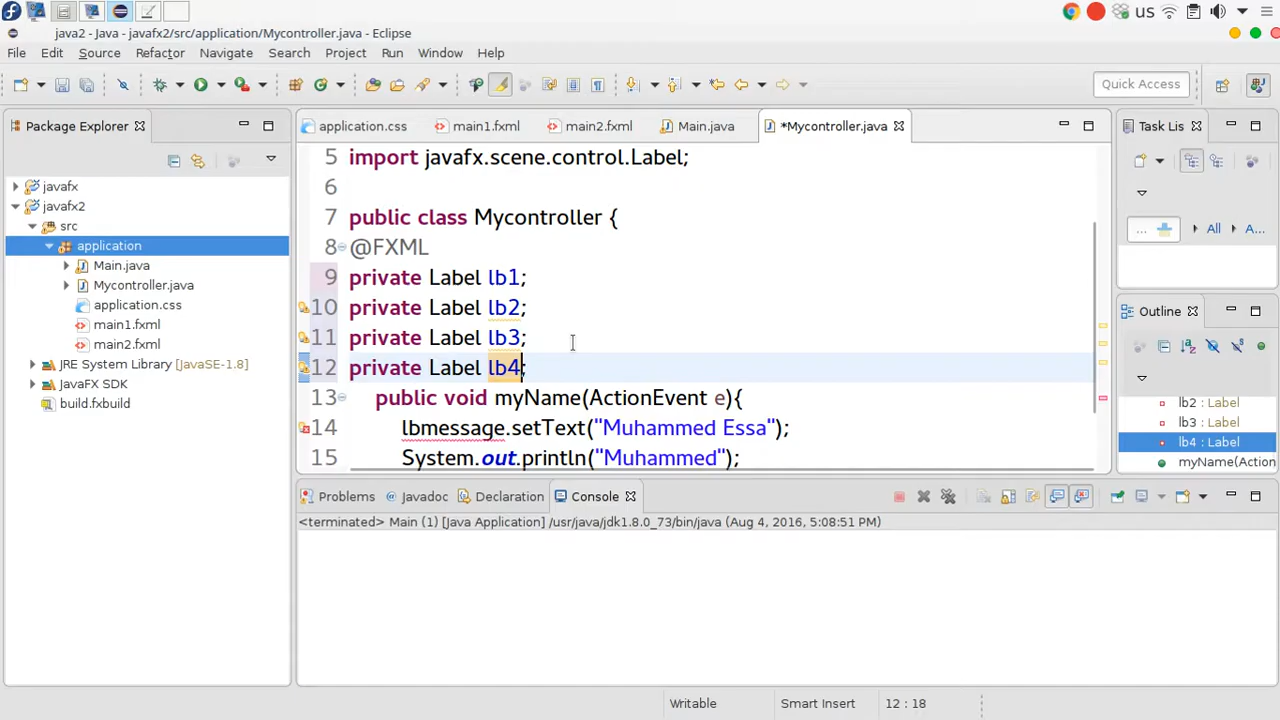 us
java2 - Java - javafx2/src/application/Mycontroller.java - Eclipse
File Edit Source Refactor Navigate Search Project Run Window Help
Quick Access
Package Explorer
application.css main1.fxml main2.fxml Main.java *Mycontroller.java
Task Lis
javafx
javafx2
src
application
Main.java
Mycontroller.java
application.css
main1.fxml
main2.fxml
JRE System Library [JavaSE-1.8]
JavaFX SDK
build.fxbuild
5 import javafx.scene.control.Label;
6
7 public class Mycontroller {
8 @FXML
9 private Label lb1;
10 private Label lb2;
11 private Label lb3;
12 private Label lb4;
13 public void myName(ActionEvent e){
14 lbmessage.setText("Muhammed Essa");
15 System.out.println("Muhammed");
... All A...
Outline
lb2 : Label
lb3 : Label
lb4 : Label
myName(Action
Problems Javadoc Declaration Console
<terminated> Main (1) [Java Application] /usr/java/jdk1.8.0_73/bin/java (Aug 4, 2016, 5:08:51 PM)
Writable Smart Insert 12 : 18